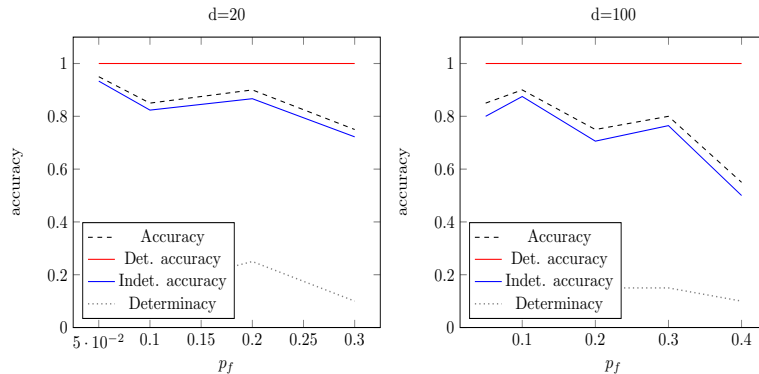 d=20
1
0.8
0.6
0.4
0.2
0
accuracy
Accuracy
Det. accuracy
Indet. accuracy
Determinacy
5 · 10⁻² 0.1 0.15 0.2 0.25 0.3
p_f
d=100
1
0.8
0.6
0.4
0.2
0
accuracy
Accuracy
Det. accuracy
Indet. accuracy
Determinacy
0.1 0.2 0.3 0.4
p_f